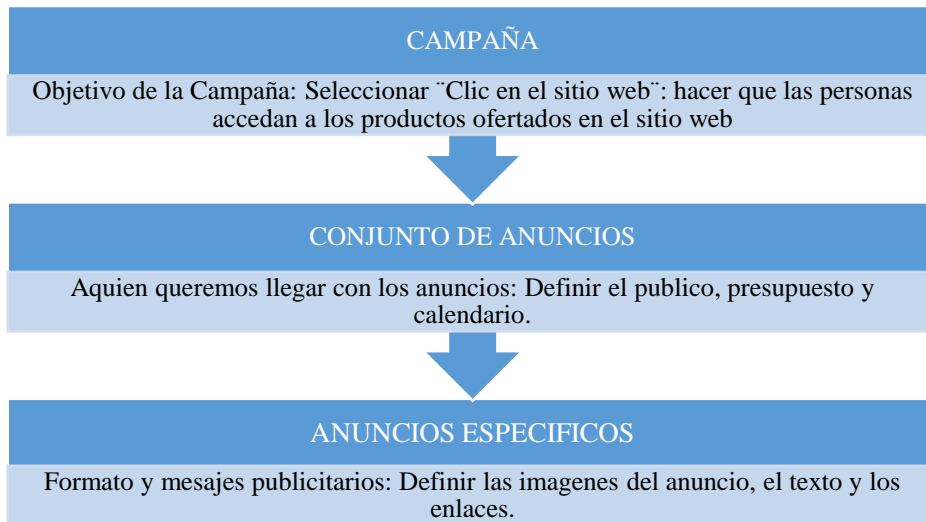 CAMPAÑA
Objetivo de la Campaña: Seleccionar ¨Clic en el sitio web¨: hacer que las personas
accedan a los productos ofertados en el sitio web
CONJUNTO DE ANUNCIOS
Aquien queremos llegar con los anuncios: Definir el publico, presupuesto y
calendario.
ANUNCIOS ESPECIFICOS
Formato y mesajes publicitarios: Definir las imagenes del anuncio, el texto y los
enlaces.